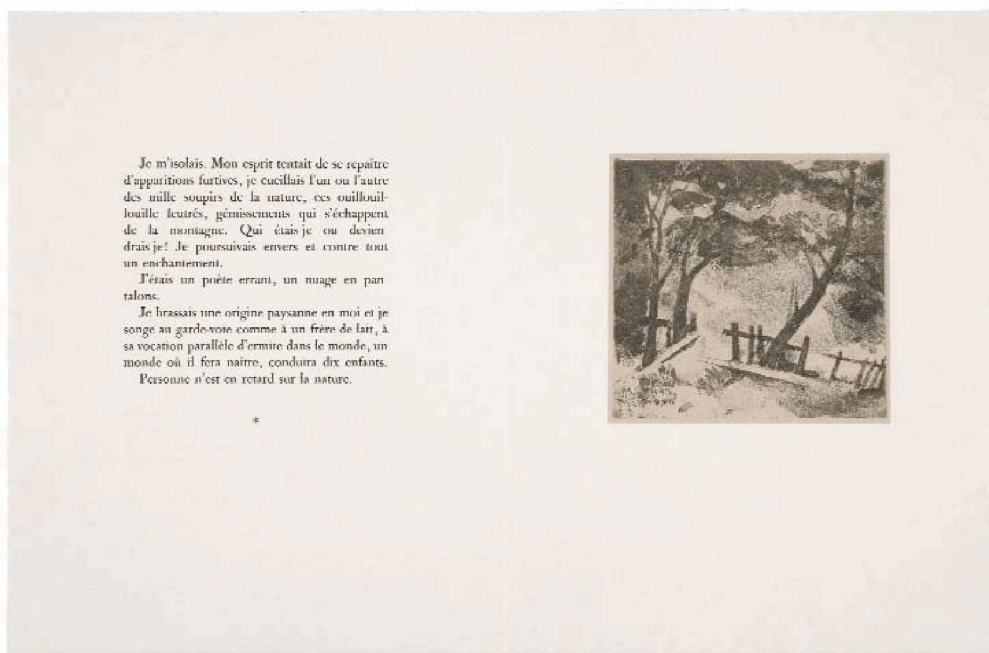 Je m'isolais. Mon esprit tentait de se repaître
d'apparitions furtives, je cueillais l'un ou l'autre
des mille soupirs de la nature, ces ouillouil-
louille feutrés, gémissements qui s'échappent
de la montagne. Qui étais-je ou devien-
drais-je! Je poursuivais envers et contre tout
un enchantement.
J'étais un poète errant, un nuage en pan-
talons.
Je brassais une origine paysanne en moi et je
songe au garde-voie comme à un frère de lait, à
sa vocation parallèle d'ermite dans le monde, un
monde où il fera naître, conduira dix enfants.
Personne n'est en retard sur la nature.
*